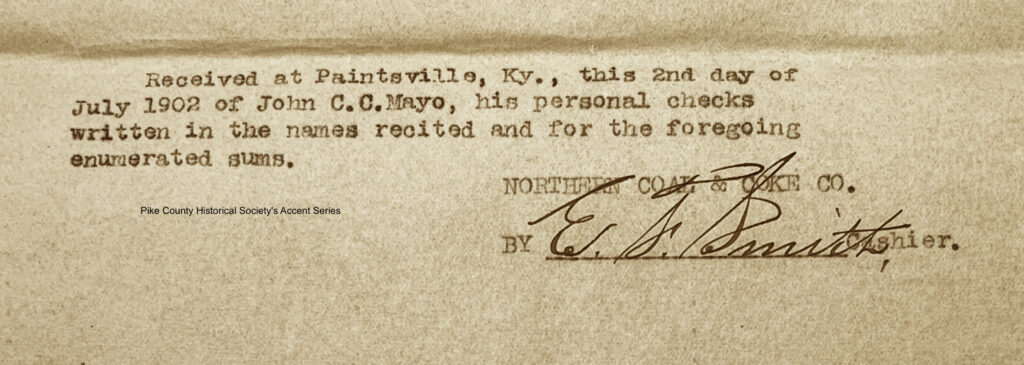 Received at Paintsville, Ky., this 2nd day of
July 1902 of John C.C.Mayo, his personal checks
written in the names recited and for the foregoing
enumerated sums.
NORTHERN COAL & COKE CO.
Pike County Historical Society's Accent Series
BY E. F. Smith, Cashier.